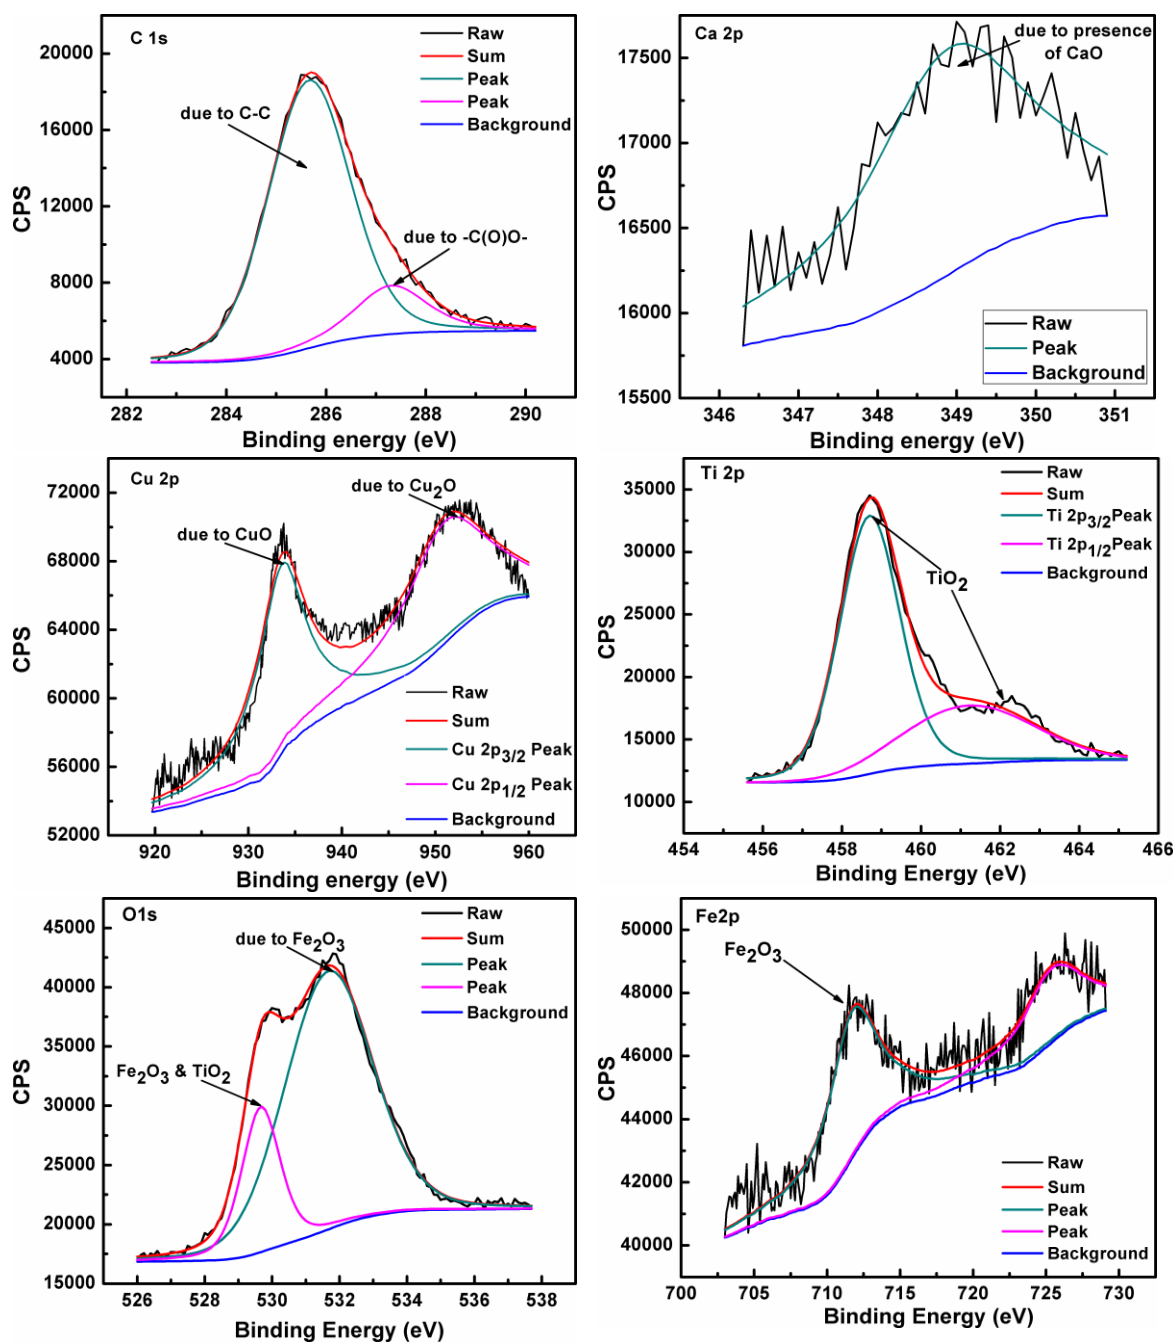 C 1s
Raw
Sum
Peak
Peak
Background
due to C-C
due to -C(O)O-
20000
16000
12000
8000
4000
CPS
282 284 286 288 290
Binding energy (eV)
Ca 2p
due to presence
of CaO
Raw
Peak
Background
17500
17000
16500
16000
15500
CPS
346 347 348 349 350 351
Binding energy (eV)
Cu 2p
due to Cu2O
due to CuO
Raw
Sum
Cu 2p3/2 Peak
Cu 2p1/2 Peak
Background
72000
68000
64000
60000
56000
52000
CPS
920 930 940 950 960
Binding energy (eV)
Ti 2p
Raw
Sum
Ti 2p3/2Peak
Ti 2p1/2Peak
Background
TiO2
35000
30000
25000
20000
15000
10000
CPS
454 456 458 460 462 464 466
Binding Energy (eV)
O1s
Raw
Sum
Peak
Peak
Background
due to Fe2O3
Fe2O3 & TiO2
45000
40000
35000
30000
25000
20000
15000
CPS
526 528 530 532 534 536 538
Binding Energy (eV)
Fe2p
Fe2O3
Raw
Sum
Peak
Peak
Background
50000
48000
46000
44000
42000
40000
CPS
700 705 710 715 720 725 730
Binding Energy (eV)